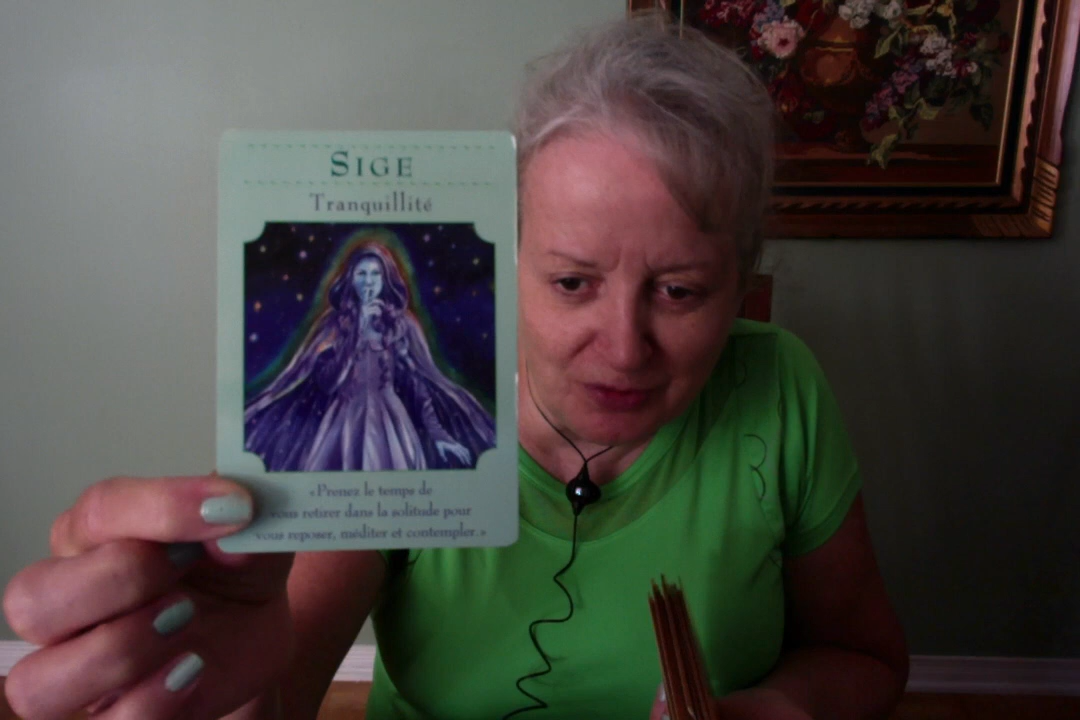 SIGE
Tranquillité
«Prenez le temps de
vous retirer dans la solitude pour
vous reposer, méditer et contempler.»